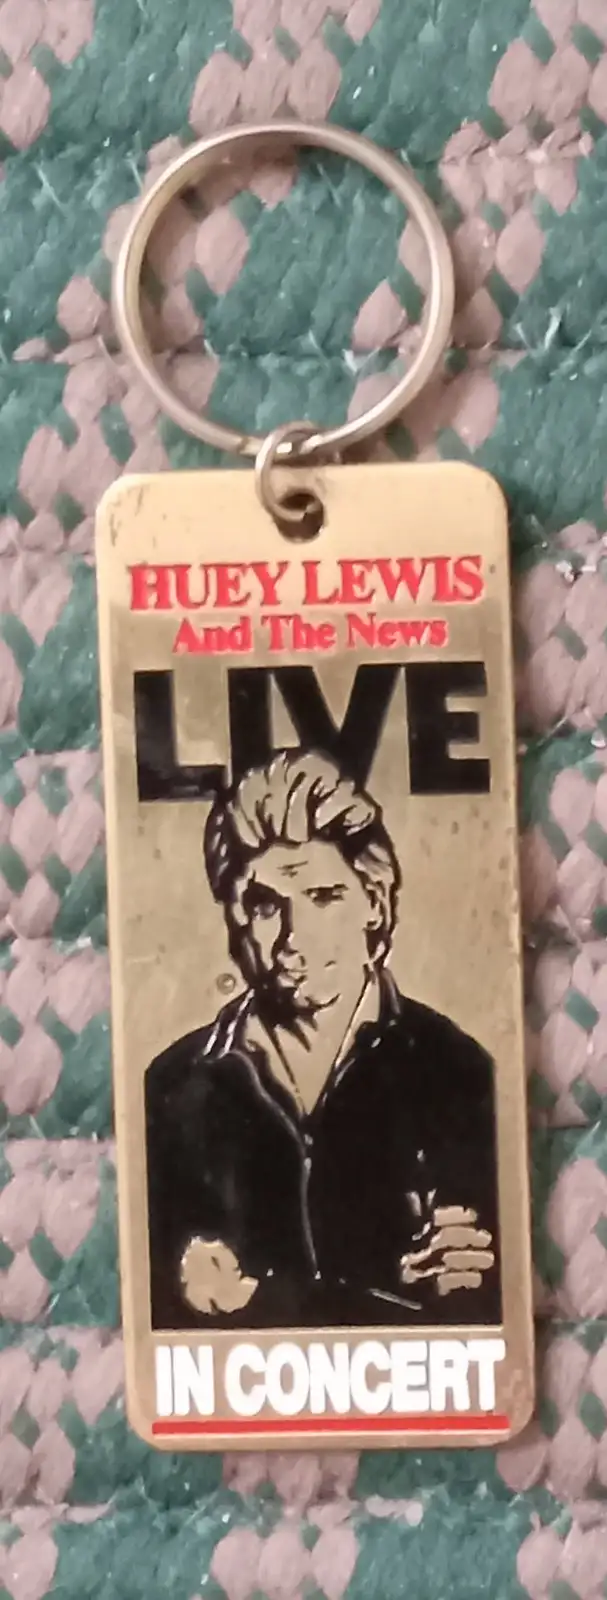 HUEY LEWIS
And The News
LIVE
©
IN CONCERT